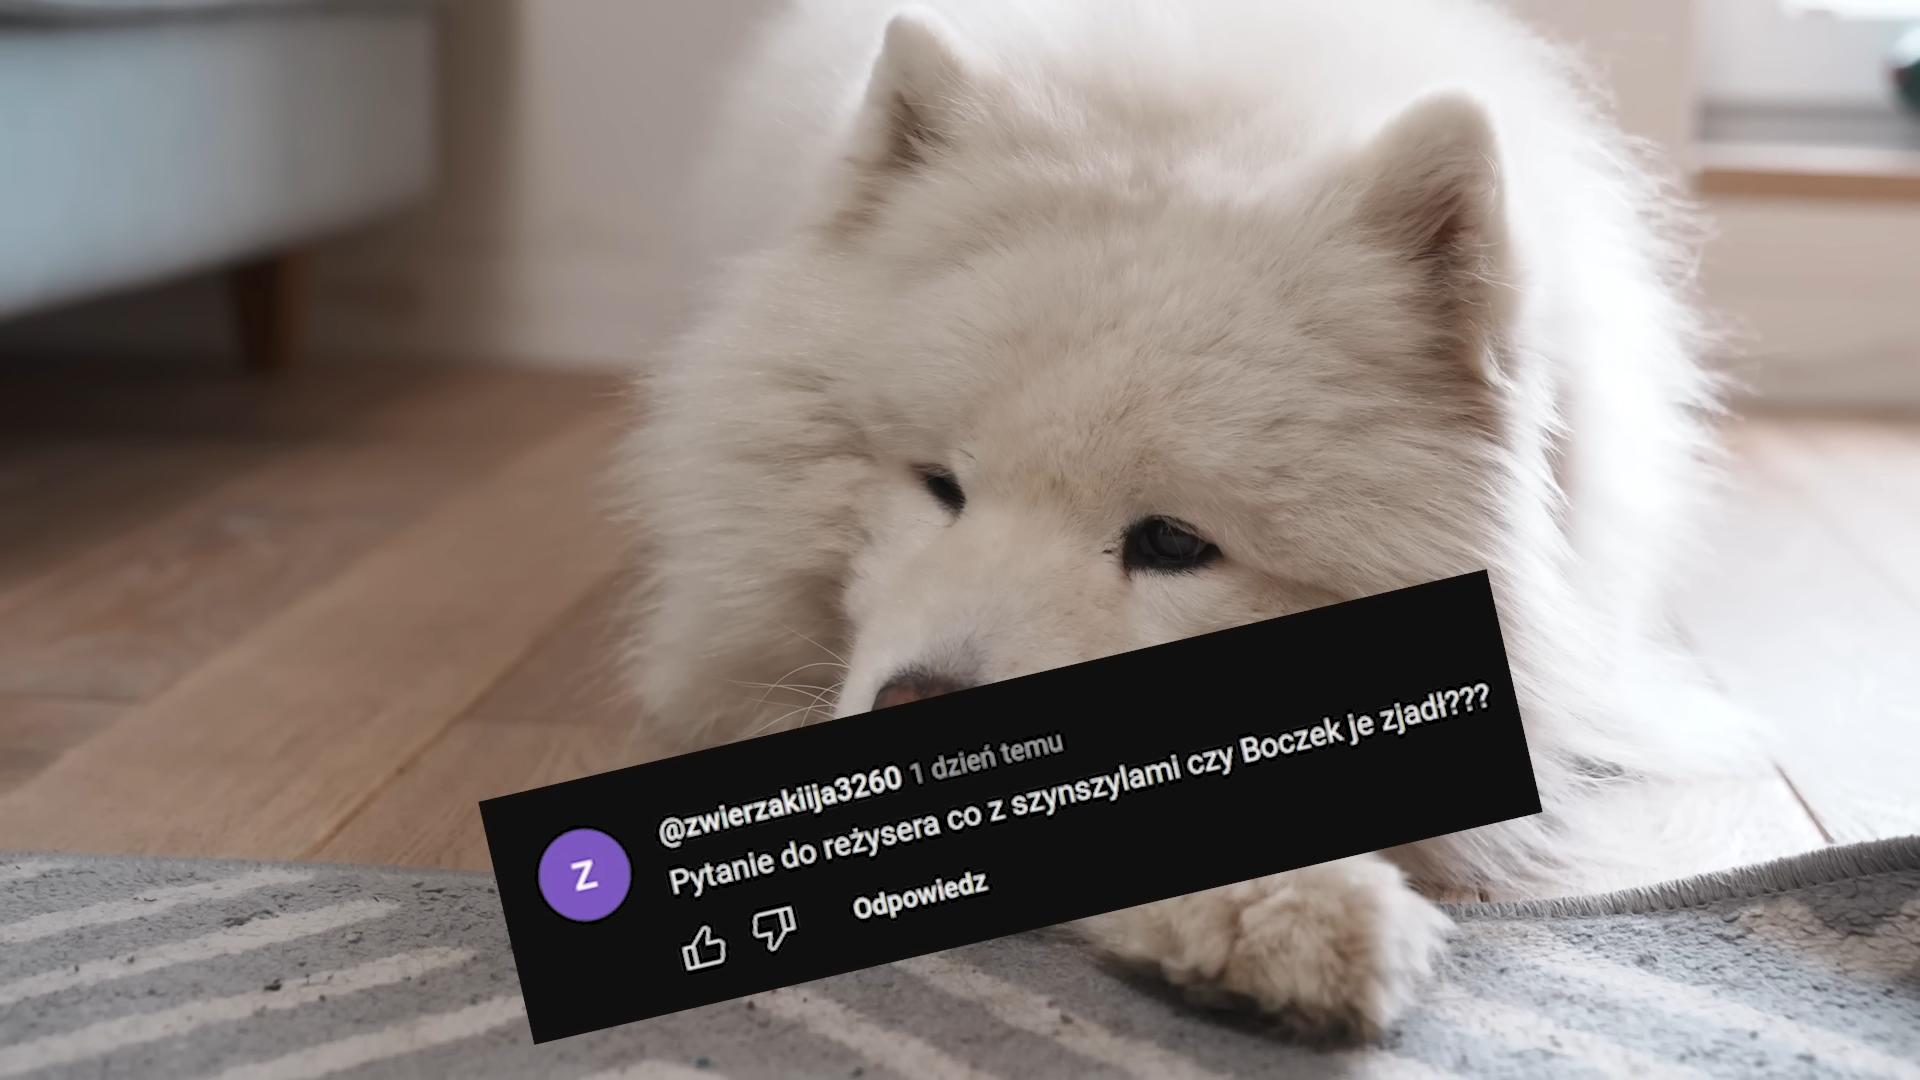 Z
@zwierzakiija3260 1 dzień temu
Pytanie do reżysera co z szynszylami czy Boczek je zjadł???
Odpowiedz